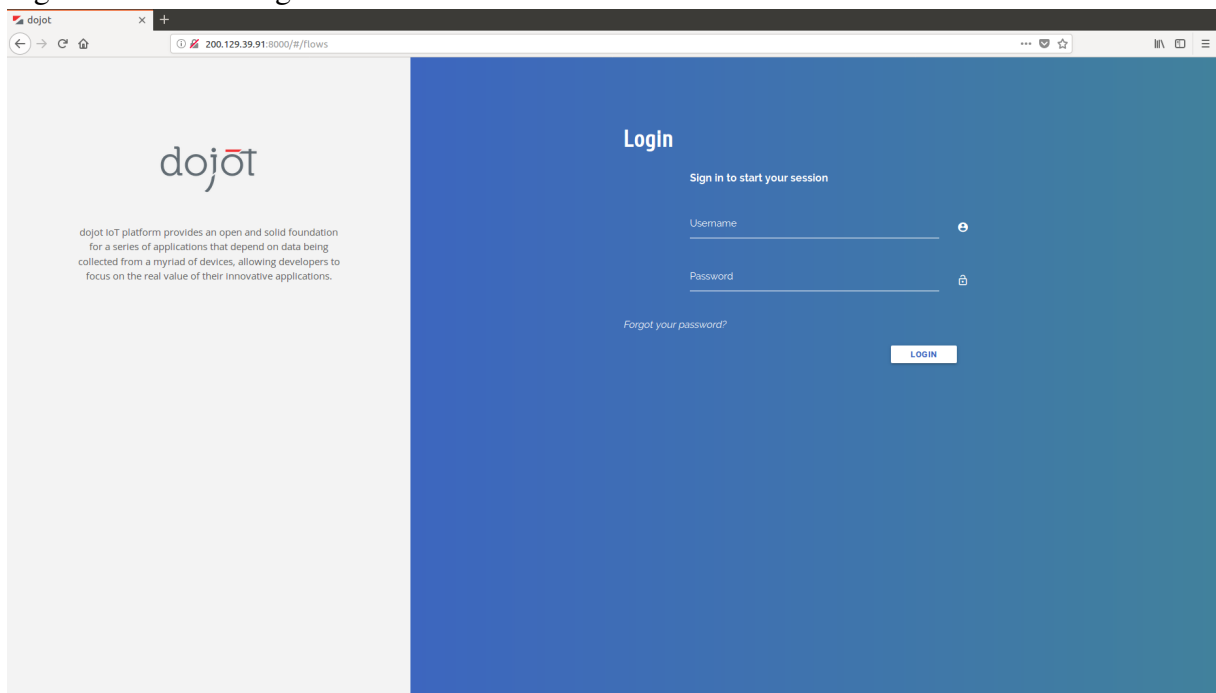 dojot
200.129.39.91:8000/#/flows
dojot
dojot IoT platform provides an open and solid foundation
for a series of applications that depend on data being
collected from a myriad of devices, allowing developers to
focus on the real value of their innovative applications.
Login
Sign in to start your session
Username
Password
Forgot your password?
LOGIN